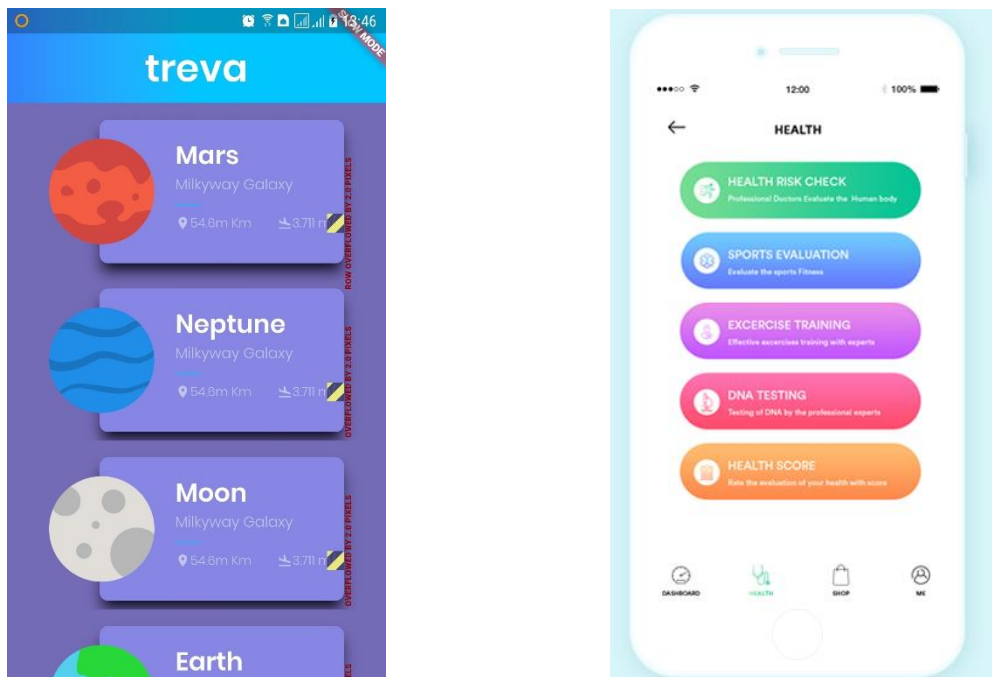 13:46
SLOW MODE
treva
Mars
Milkyway Galaxy
54.6m Km
3.711 m
ROW OVERFLOWED BY 2.0 PIXELS
Neptune
Milkyway Galaxy
54.6m Km
3.711 m
OVERFLOWED BY 2.0 PIXELS
Moon
Milkyway Galaxy
54.6m Km
3.711 m
OVERFLOWED BY 2.0 PIXELS
Earth
12:00
100%
HEALTH
HEALTH RISK CHECK
Professional Doctors Evaluate the Human body
SPORTS EVALUATION
Evaluate the sports Fitness
EXCERCISE TRAINING
Effective excercises training with experts
DNA TESTING
Testing of DNA by the professional experts
HEALTH SCORE
Rate the evaluation of your health with score
DASHBOARD
HEALTH
SHOP
ME